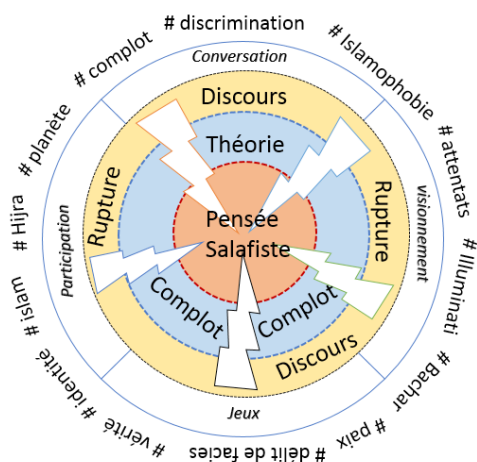 # discrimination
# Islamophobie
# attentats
# Illuminati
# Bachar
# paix
# délit de facies
# vérité
# identité
# islam
# Hijra
# planète
# complot
Conversation
visionnement
Jeux
Participation
Discours
Rupture
Discours
Rupture
Théorie
Complot
Complot
Pensée
Salafiste